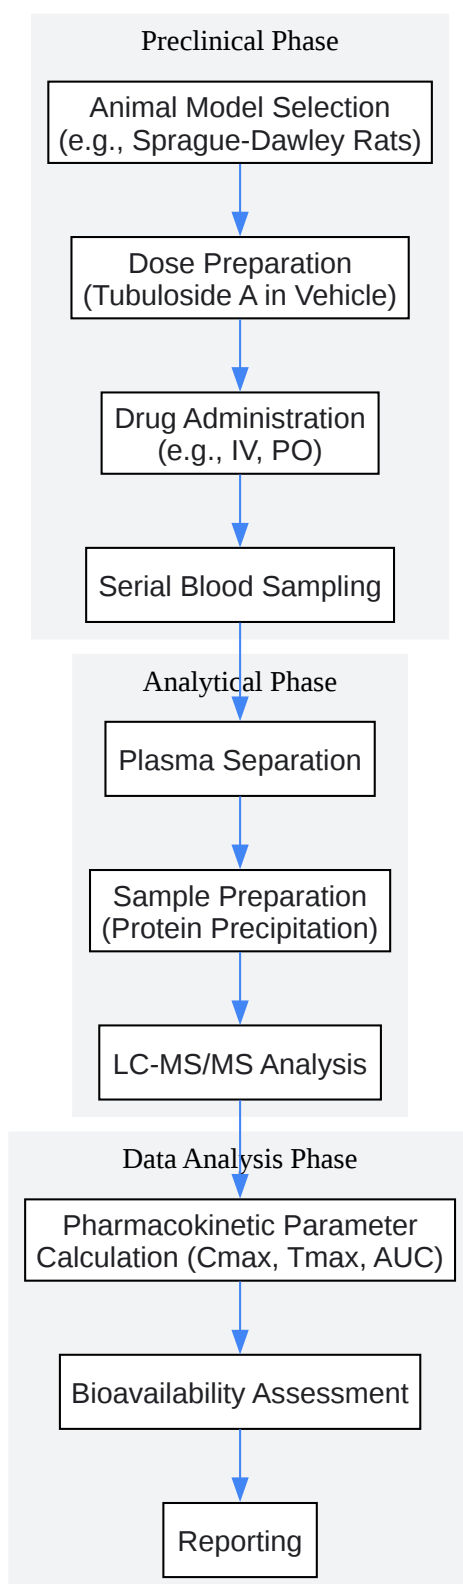 Preclinical Phase
Animal Model Selection
(e.g., Sprague-Dawley Rats)
Dose Preparation
(Tubuloside A in Vehicle)
Drug Administration
(e.g., IV, PO)
Serial Blood Sampling
Analytical Phase
Plasma Separation
Sample Preparation
(Protein Precipitation)
LC-MS/MS Analysis
Data Analysis Phase
Pharmacokinetic Parameter
Calculation (Cmax, Tmax, AUC)
Bioavailability Assessment
Reporting